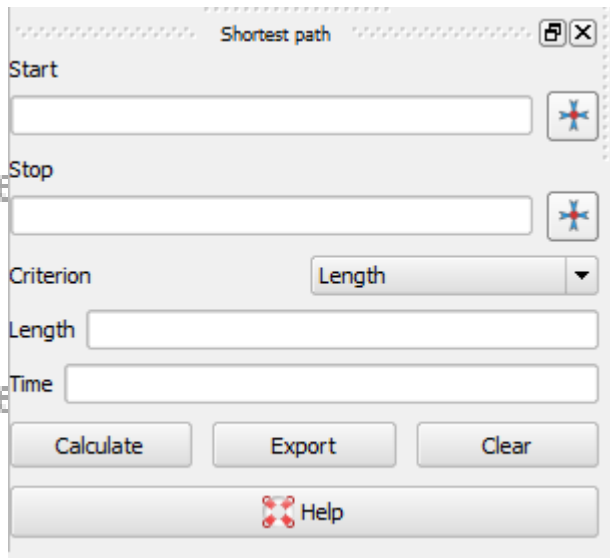 Shortest path
Start
Stop
Criterion Length
Length
Time
Calculate Export Clear
Help